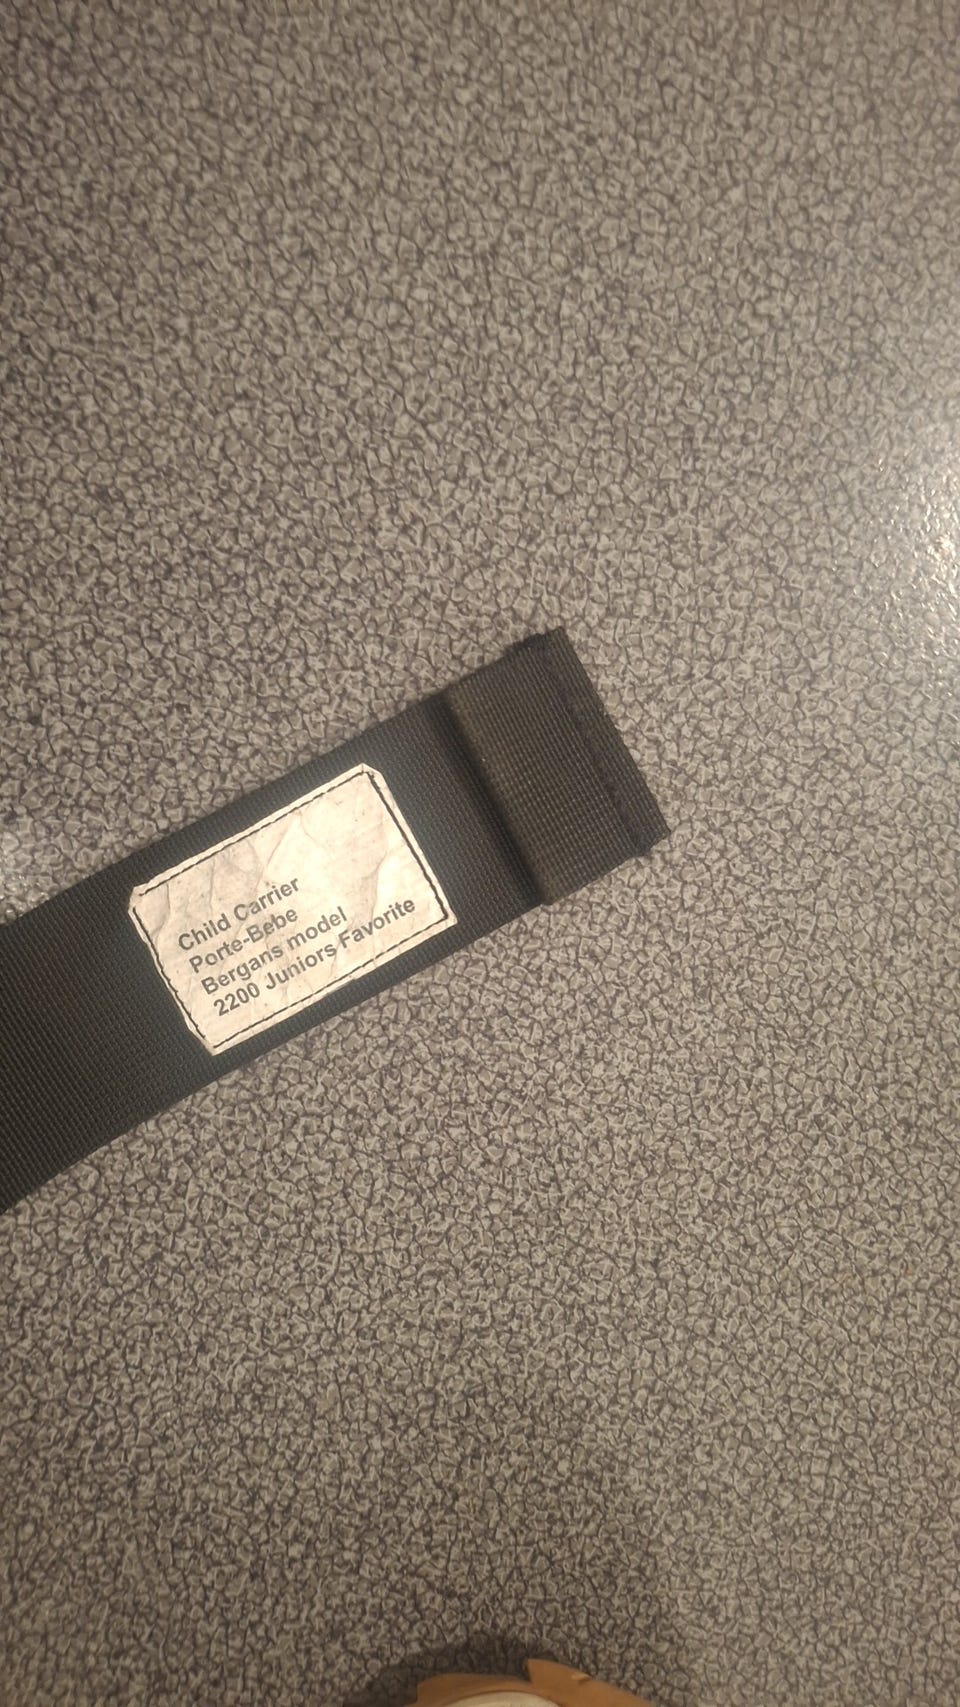 Child Carrier
Porte-Bebe
Bergans model
2200 Juniors Favorite